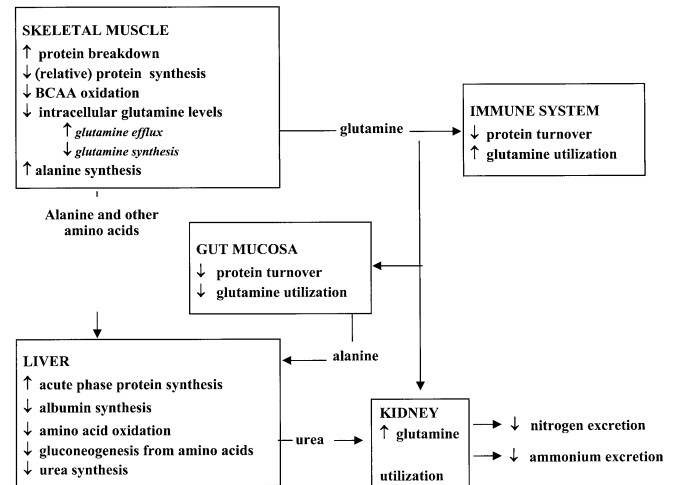 SKELETAL MUSCLE
↑ protein breakdown
↓ (relative) protein synthesis
↓ BCAA oxidation
↓ intracellular glutamine levels
↑ glutamine efflux
↓ glutamine synthesis
↑ alanine synthesis
glutamine
IMMUNE SYSTEM
↓ protein turnover
↑ glutamine utilization
Alanine and other
amino acids
GUT MUCOSA
↓ protein turnover
↓ glutamine utilization
alanine
LIVER
↑ acute phase protein synthesis
↓ albumin synthesis
↓ amino acid oxidation
↓ gluconeogenesis from amino acids
↓ urea synthesis
urea
KIDNEY
↑ glutamine
utilization
↓ nitrogen excretion
↓ ammonium excretion